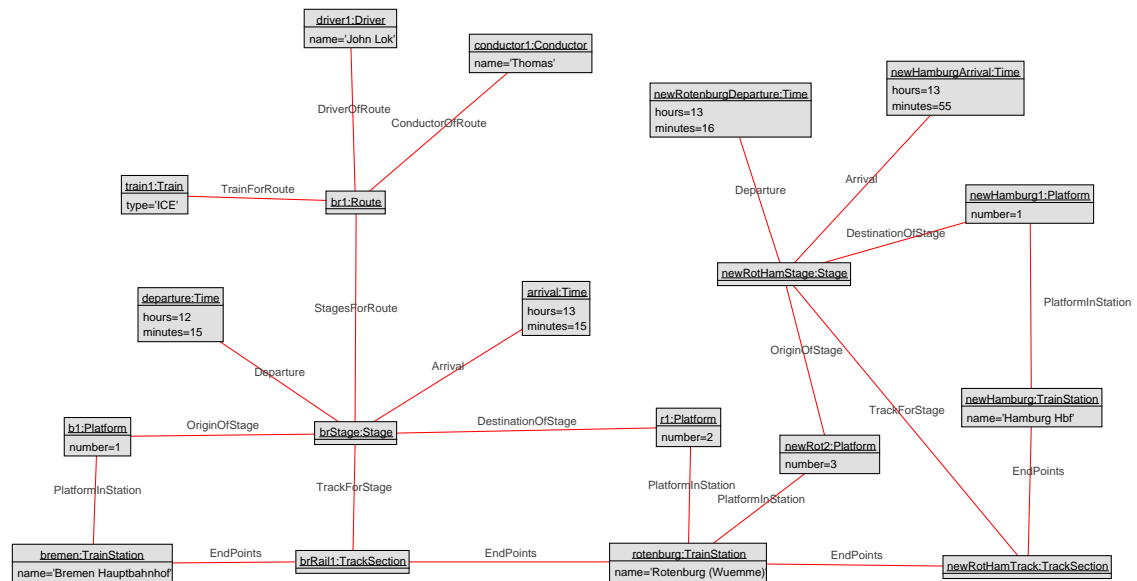 driver1:Driver
name='John Lok'
conductor1:Conductor
name='Thomas'
newHamburgArrival:Time
hours=13
minutes=55
newRotenburgDeparture:Time
hours=13
minutes=16
DriverOfRoute
ConductorOfRoute
train1:Train
type='ICE'
TrainForRoute
br1:Route
Departure
Arrival
newHamburg1:Platform
number=1
DestinationOfStage
newRotHamStage:Stage
departure:Time
hours=12
minutes=15
StagesForRoute
arrival:Time
hours=13
minutes=15
PlatformInStation
OriginOfStage
Departure
Arrival
TrackForStage
newHamburg:TrainStation
name='Hamburg Hbf'
b1:Platform
number=1
OriginOfStage
brStage:Stage
DestinationOfStage
r1:Platform
number=2
newRot2:Platform
number=3
EndPoints
PlatformInStation
TrackForStage
PlatformInStation
PlatformInStation
bremen:TrainStation
name='Bremen Hauptbahnhof'
EndPoints
brRail1:TrackSection
EndPoints
rotenburg:TrainStation
name='Rotenburg (Wuemme)'
EndPoints
newRotHamTrack:TrackSection